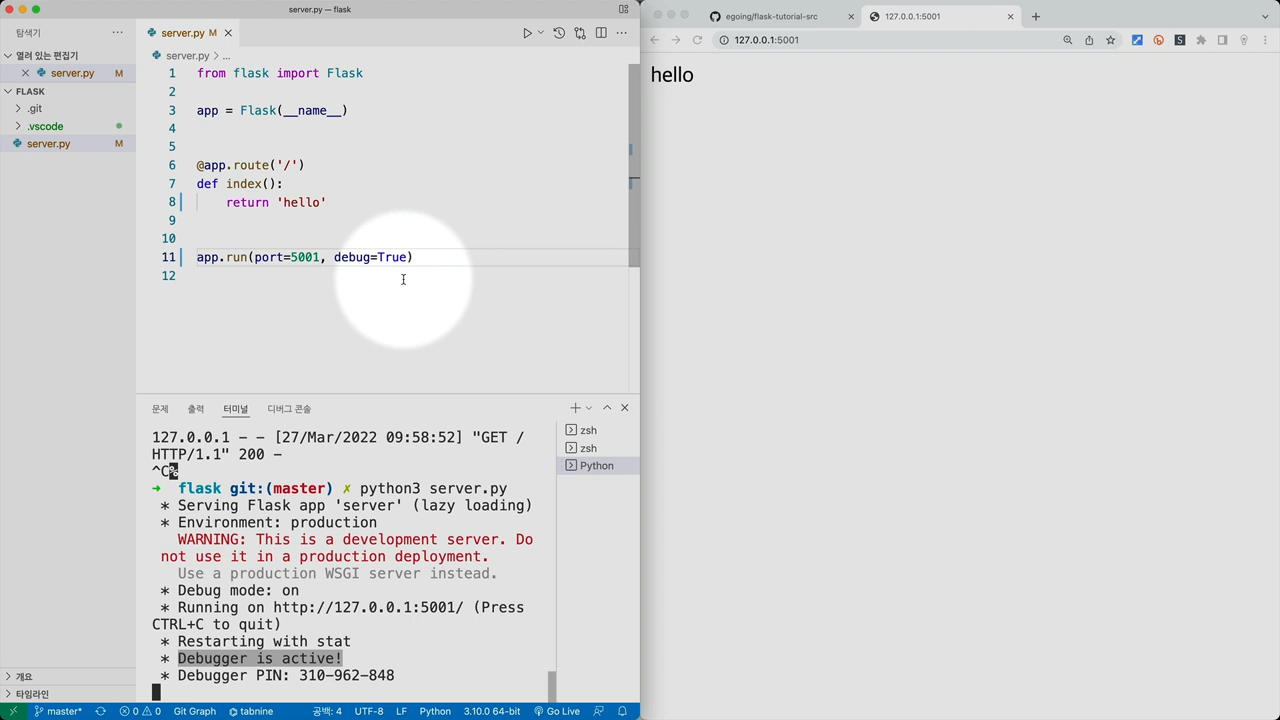 server.py — flask
탐색기
열려 있는 편집기
server.py M
FLASK
.git
.vscode
server.py M
개요
타임라인
server.py M
server.py > ...
1 from flask import Flask
2
3 app = Flask(__name__)
4
5
6 @app.route('/')
7 def index():
8 return 'hello'
9
10
11 app.run(port=5001, debug=True)
12
문제 출력 터미널 디버그 콘솔
127.0.0.1 - - [27/Mar/2022 09:58:52] "GET /
HTTP/1.1" 200 -
^C%
➜ flask git:(master) ✗ python3 server.py
* Serving Flask app 'server' (lazy loading)
* Environment: production
WARNING: This is a development server. Do
not use it in a production deployment.
Use a production WSGI server instead.
* Debug mode: on
* Running on http://127.0.0.1:5001/ (Press
CTRL+C to quit)
* Restarting with stat
* Debugger is active!
* Debugger PIN: 310-962-848
zsh
zsh
Python
master* 0 0 Git Graph tabnine 공백: 4 UTF-8 LF Python 3.10.0 64-bit Go Live
egoing/flask-tutorial-src
127.0.0.1:5001
127.0.0.1:5001
hello